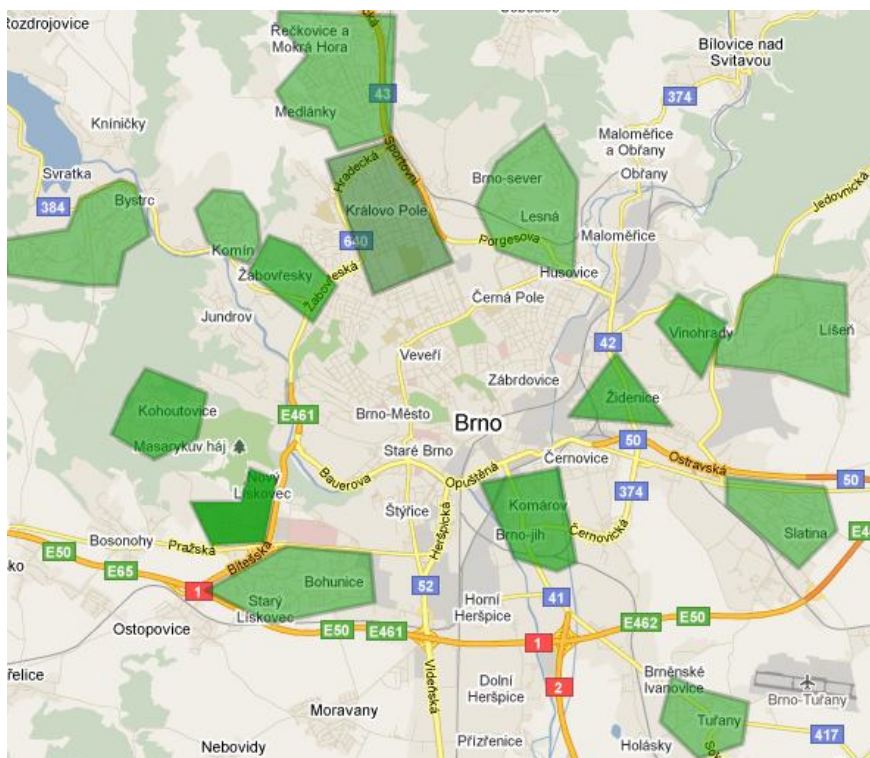 Řečkovice a
Mokrá Hora
Bílovice nad
Svitavou
43
374
Medlánky
Kníničky
Maloměřice
a Obřany
Sportovní
Hradecká
Svratka
Brno-sever
Obřany
Jedovnická
Bystrc
384
Královo Pole
Lesná
640
Porgesova
Maloměřice
Komín
Žabovřesky
Husovice
Žabovřeská
Černá Pole
Jundrov
Vinohrady
Líšeň
42
Veveří
Zábrdovice
Kohoutovice
E461
Brno-Město
Brno
Židenice
Masarykuv háj
50
Staré Brno
Černovice
Ostravská
Nový
Lískovec
Bauerova
Opuštěná
50
374
Štýřice
Komárov
Heršpická
Brno-jih
Černovická
Slatina
Bosonohy
Pražská
E50
Bítešská
E65
Bohunice
52
1
Starý
Lískovec
Horní
Heršpice
41
E462
E50
Ostopovice
E50
E461
1
Vídeňská
Dolní
Heršpice
2
Brněnské
Ivanovice
Brno-Tuřany
Moravany
Tuřany
417
Přízřenice
Holásky
Nebovidy